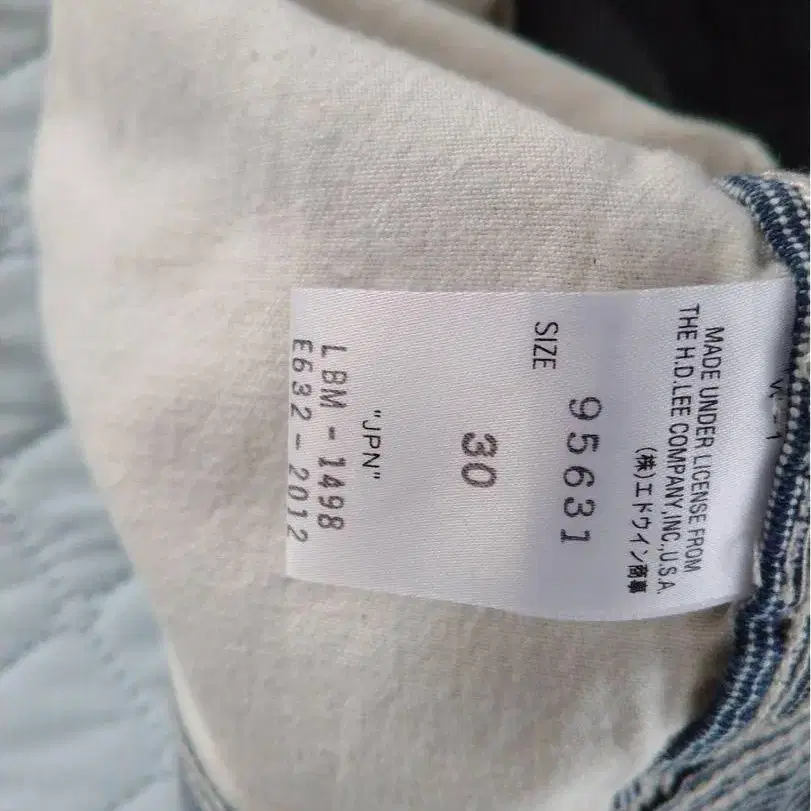 MADE UNDER LICENSE FROM
THE H.D.LEE COMPANY,INC.,U.S.A.
(株)エドウイン商事
95631
SIZE
30
"JPN"
LBM-1498
E632-2012